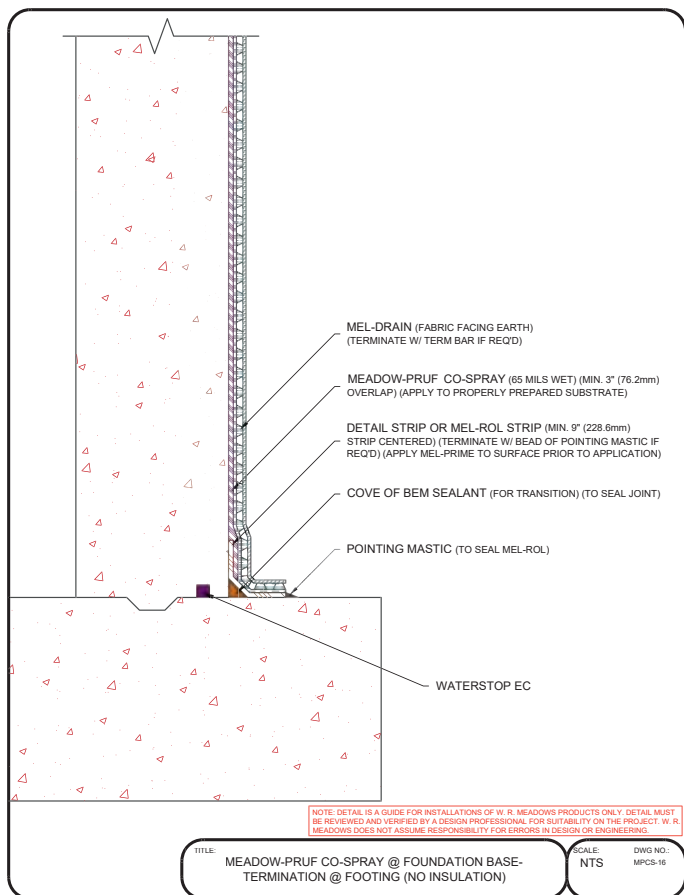 MEL-DRAIN (FABRIC FACING EARTH)
(TERMINATE W/ TERM BAR IF REQ'D)
MEADOW-PRUF CO-SPRAY (65 MILS WET) (MIN. 3" (76.2mm)
OVERLAP) (APPLY TO PROPERLY PREPARED SUBSTRATE)
DETAIL STRIP OR MEL-ROL STRIP (MIN. 9" (228.6mm)
STRIP CENTERED) (TERMINATE W/ BEAD OF POINTING MASTIC IF
REQ'D) (APPLY MEL-PRIME TO SURFACE PRIOR TO APPLICATION)
COVE OF BEM SEALANT (FOR TRANSITION) (TO SEAL JOINT)
POINTING MASTIC (TO SEAL MEL-ROL)
WATERSTOP EC
NOTE: DETAIL IS A GUIDE FOR INSTALLATIONS OF W. R. MEADOWS PRODUCTS ONLY. DETAIL MUST
BE REVIEWED AND VERIFIED BY A DESIGN PROFESSIONAL FOR SUITABILITY ON THE PROJECT. W. R.
MEADOWS DOES NOT ASSUME RESPONSIBILITY FOR ERRORS IN DESIGN OR ENGINEERING.
TITLE:
MEADOW-PRUF CO-SPRAY @ FOUNDATION BASE-
TERMINATION @ FOOTING (NO INSULATION)
SCALE:
NTS
DWG NO.:
MPCS-16